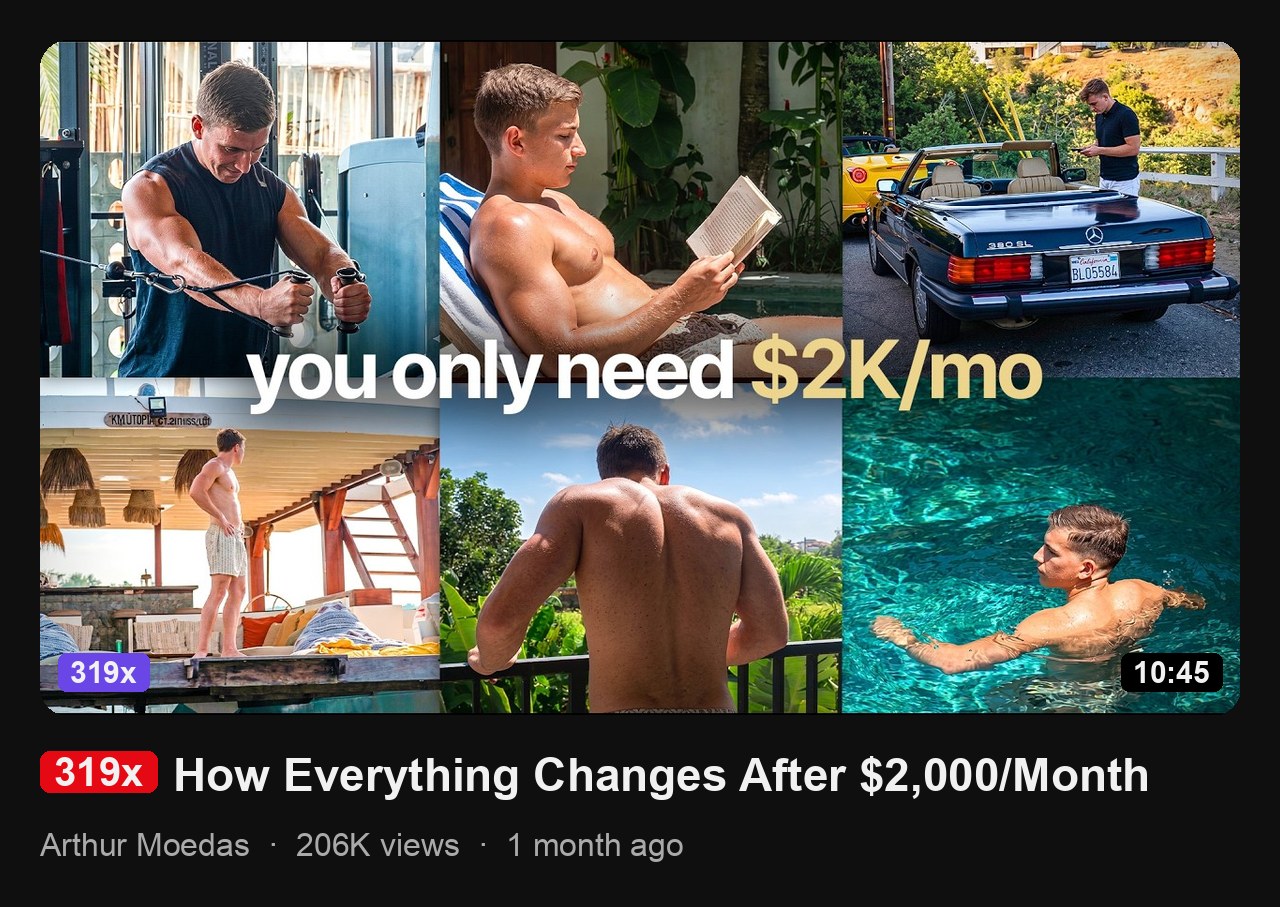 380 SL
California
BL05584
you only need $2K/mo
319x
10:45
319x How Everything Changes After $2,000/Month
Arthur Moedas · 206K views · 1 month ago